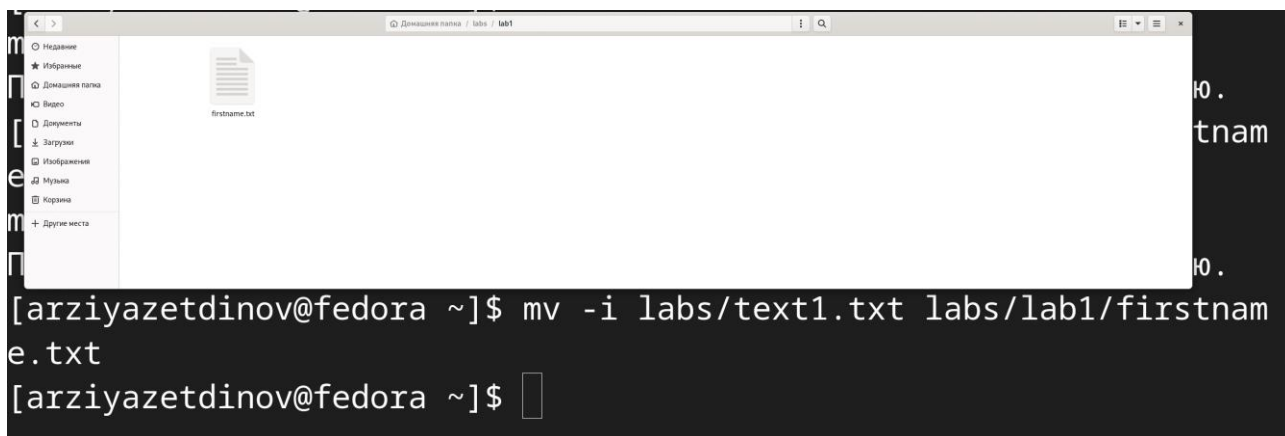 Домашняя папка / labs / lab1
Недавние
Избранные
Домашняя папка
Видео
Документы
Загрузки
Изображения
Музыка
Корзина
Другие места
firstname.txt
ю.
[ stnam
e
m
П ю.
[arziyazetdinov@fedora ~]$ mv -i labs/text1.txt labs/lab1/firstnam
e.txt
[arziyazetdinov@fedora ~]$